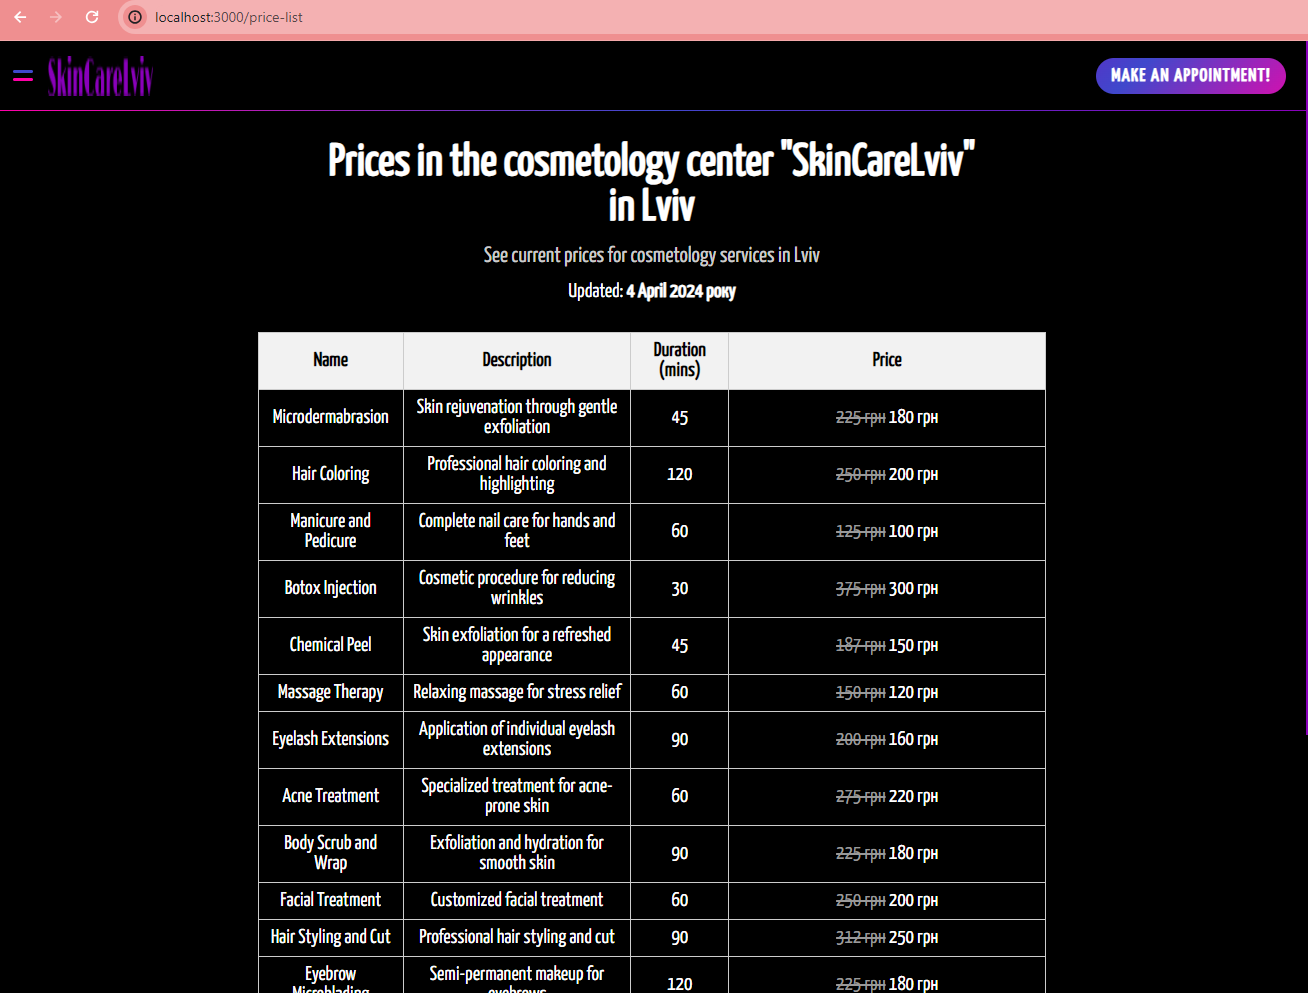 localhost:3000/price-list
SkinCareLviv
MAKE AN APPOINTMENT!
Prices in the cosmetology center "SkinCareLviv"
in Lviv
See current prices for cosmetology services in Lviv
Updated: 4 April 2024 року
Name Description Duration (mins) Price
Microdermabrasion Skin rejuvenation through gentle exfoliation 45 225 грн 180 грн
Hair Coloring Professional hair coloring and highlighting 120 250 грн 200 грн
Manicure and Pedicure Complete nail care for hands and feet 60 125 грн 100 грн
Botox Injection Cosmetic procedure for reducing wrinkles 30 375 грн 300 грн
Chemical Peel Skin exfoliation for a refreshed appearance 45 187 грн 150 грн
Massage Therapy Relaxing massage for stress relief 60 150 грн 120 грн
Eyelash Extensions Application of individual eyelash extensions 90 200 грн 160 грн
Acne Treatment Specialized treatment for acne-prone skin 60 275 грн 220 грн
Body Scrub and Wrap Exfoliation and hydration for smooth skin 90 225 грн 180 грн
Facial Treatment Customized facial treatment 60 250 грн 200 грн
Hair Styling and Cut Professional hair styling and cut 90 312 грн 250 грн
Eyebrow Microblading Semi-permanent makeup for eyebrows 120 225 грн 180 грн